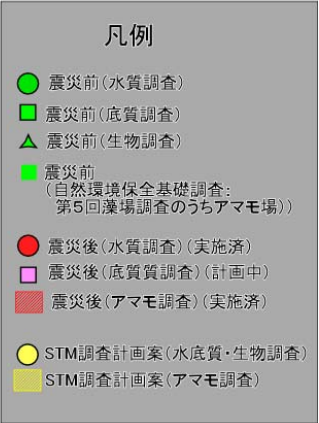 凡例
震災前(水質調査)
震災前(底質調査)
震災前(生物調査)
震災前
(自然環境保全基礎調査:
第5回藻場調査のうちアマモ場))
震災後(水質調査)(実施済)
震災後(底質質調査)(計画中)
震災後(アマモ調査)(実施済)
STM調査計画案(水底質・生物調査)
STM調査計画案(アマモ調査)